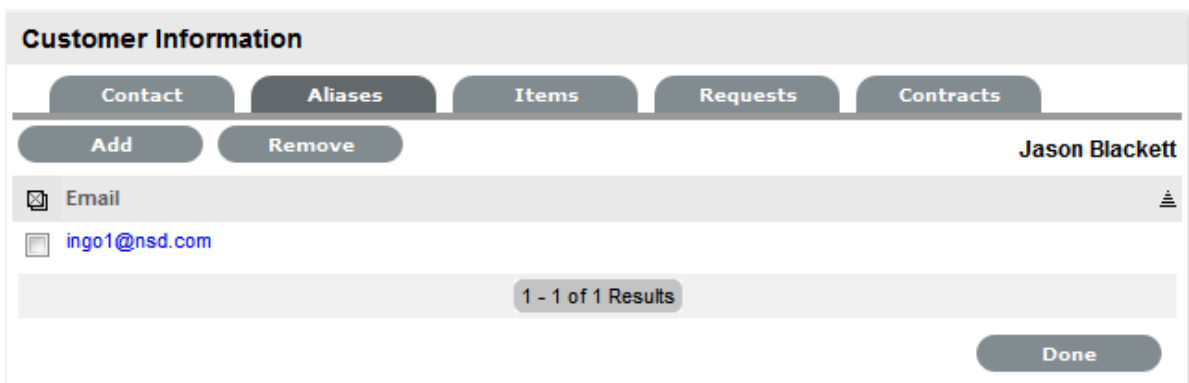 Customer Information
Contact Aliases Items Requests Contracts
Add Remove Jason Blackett
Email
ingo1@nsd.com
1 - 1 of 1 Results
Done